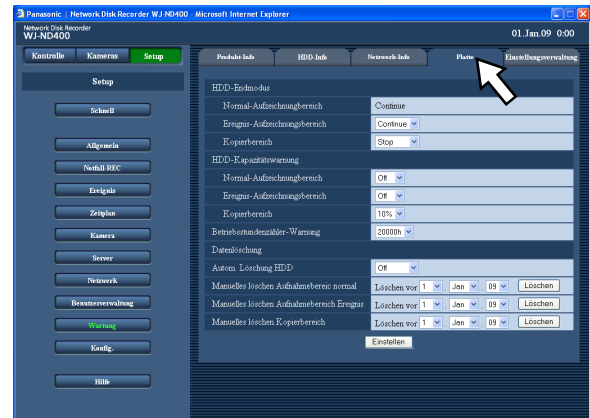 Panasonic | Network Disk Recorder WJ-ND400 - Microsoft Internet Explorer
Network Disk Recorder
WJ-ND400
01.Jan.09 0:00
Kontrolle Kameras Setup
Produkt-Info HDD-Info Netzwerk-Info Platte Einstellungsverwaltung
Setup
Schnell
Allgemein
Notfall-REC
Ereignis
Zeitplan
Kamera
Server
Netzwerk
Benutzerverwaltung
Wartung
Konfig.
Hilfe
HDD-Endmodus
Normal-Aufzeichnungbereich Continue
Ereignis-Aufzeichnungsbereich Continue
Kopierbereich Stop
HDD-Kapazitätswarnung
Normal-Aufzeichnungbereich Off
Ereignis-Aufzeichnungsbereich Off
Kopierbereich 10%
Betriebsstundenzähler-Warnung 20000h
Datenlöschung
Autom. Löschung HDD Off
Manuelles löschen Aufnahmebereic normal Löschen vor 1 . Jan . 09 Löschen
Manuelles löschen Aufnahmebereich Ereignis Löschen vor 1 . Jan . 09 Löschen
Manuelles löschen Kopierbereich Löschen vor 1 . Jan . 09 Löschen
Einstellen